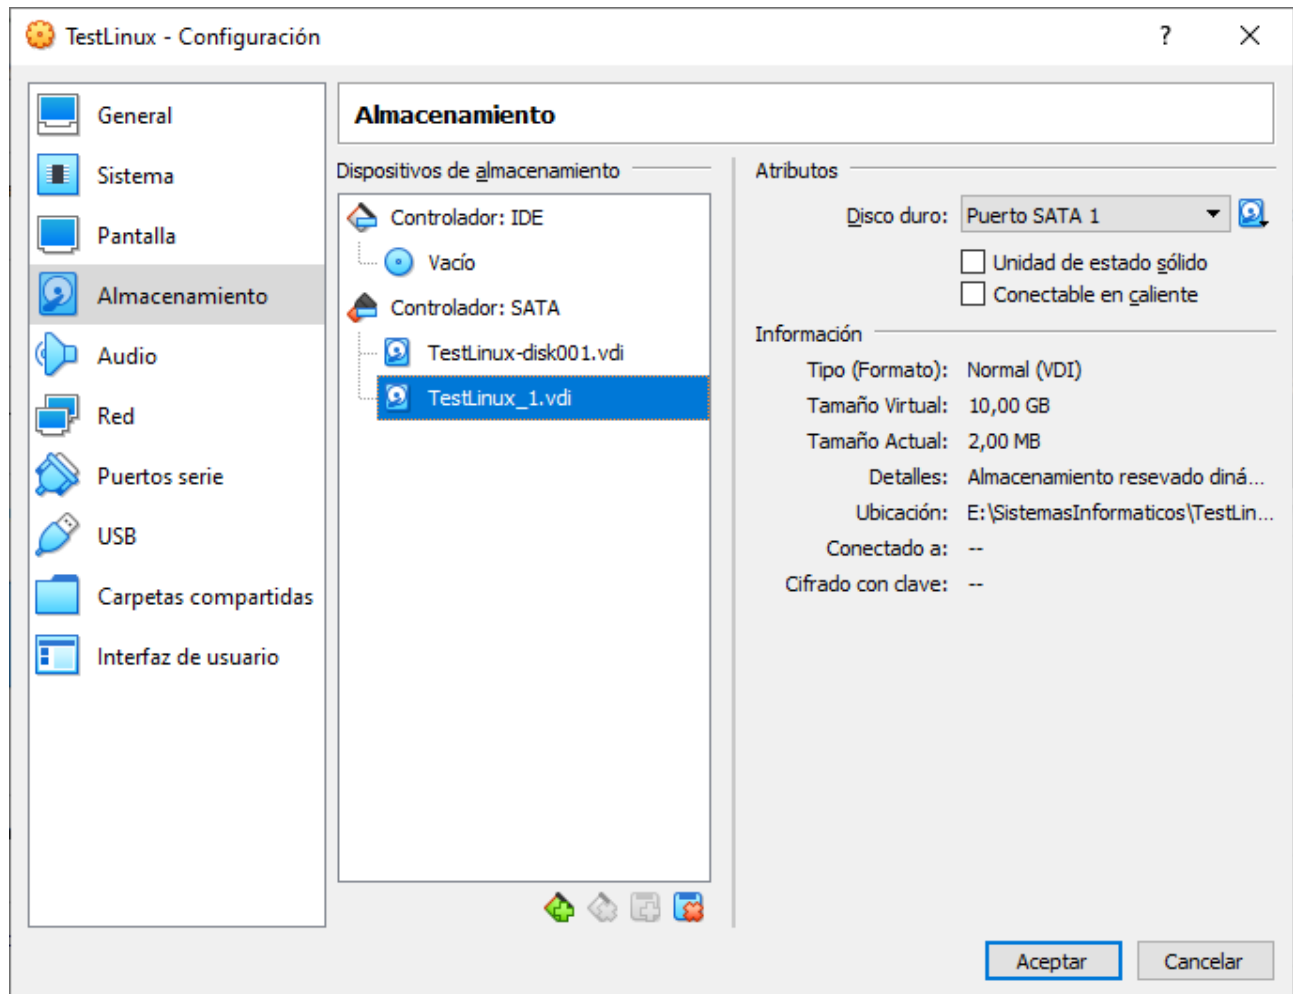 TestLinux - Configuración
?
General
Sistema
Pantalla
Almacenamiento
Audio
Red
Puertos serie
USB
Carpetas compartidas
Interfaz de usuario
Almacenamiento
Dispositivos de almacenamiento
Controlador: IDE
Vacío
Controlador: SATA
TestLinux-disk001.vdi
TestLinux_1.vdi
Atributos
Disco duro: Puerto SATA 1
Unidad de estado sólido
Conectable en caliente
Información
Tipo (Formato): Normal (VDI)
Tamaño Virtual: 10,00 GB
Tamaño Actual: 2,00 MB
Detalles: Almacenamiento resevado diná...
Ubicación: E:\SistemasInformaticos\TestLin...
Conectado a: --
Cifrado con clave: --
Aceptar
Cancelar